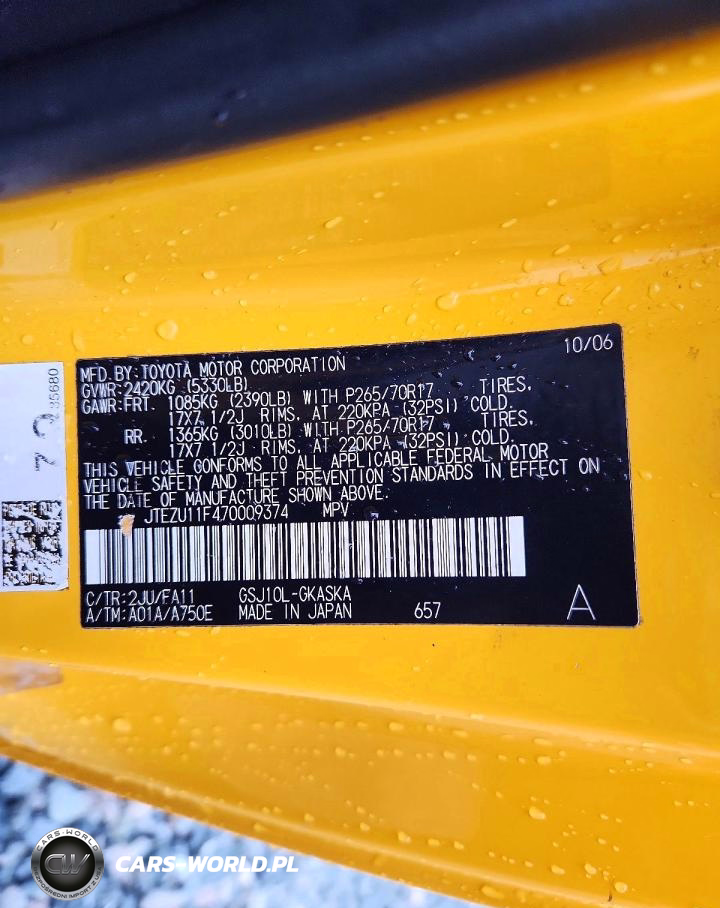 10/06
MFD.BY:TOYOTA MOTOR CORPORATION
GVWR:2420KG (5330LB)
GAWR:FRT. 1085KG (2390LB) WITH P265/70R17 TIRES,
17X7 1/2J RIMS, AT 220KPA (32PSI) COLD.
RR. 1365KG (3010LB) WITH P265/70R17 TIRES,
17X7 1/2J RIMS, AT 220KPA (32PSI) COLD.
THIS VEHICLE CONFORMS TO ALL APPLICABLE FEDERAL MOTOR
VEHICLE SAFETY AND THEFT PREVENTION STANDARDS IN EFFECT ON
THE DATE OF MANUFACTURE SHOWN ABOVE.
JTEZU11F470009374 MPV
C/TR:2JU/FA11 GSJ10L-GKASKA
A/TM:A01A/A750E MADE IN JAPAN 657 A
35680
CARS-WORLD
CW
CARS-WORLD.PL